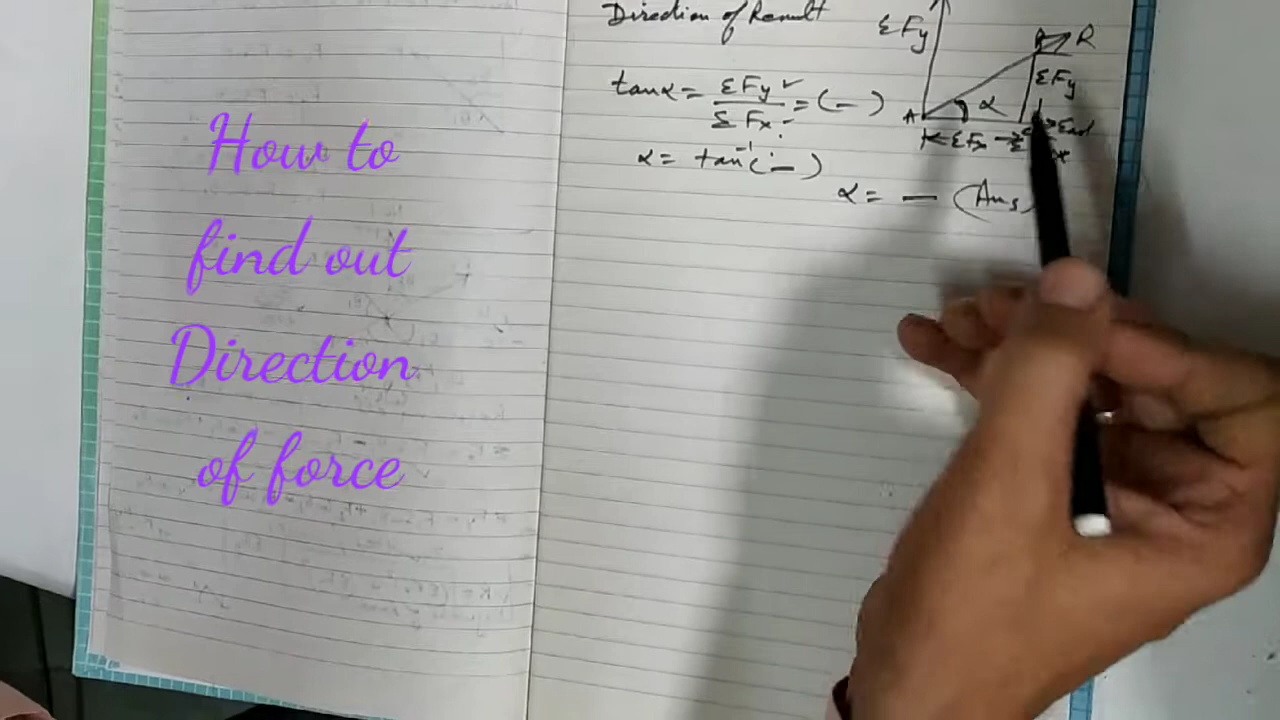 How to
find out
Direction
of force
Direction of Result
tanα = ΣFy / ΣFx = (—)
α = tan⁻¹(—)
α = — (Ans
ΣFy
R
ΣFy
A
α
ΣFx